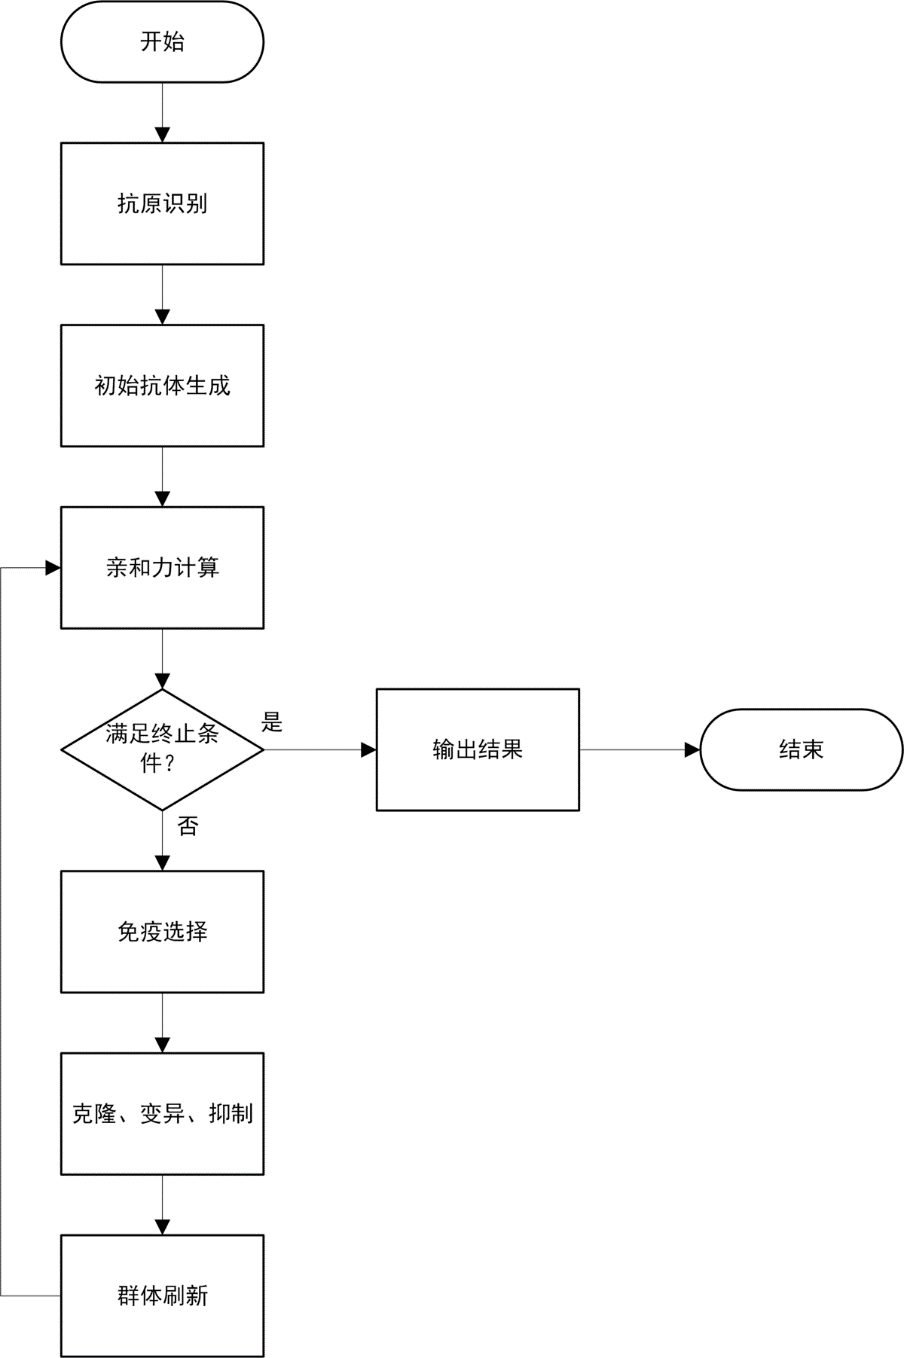 开始
抗原识别
初始抗体生成
亲和力计算
满足终止条
件？
是
输出结果
结束
否
免疫选择
克隆、变异、抑制
群体刷新